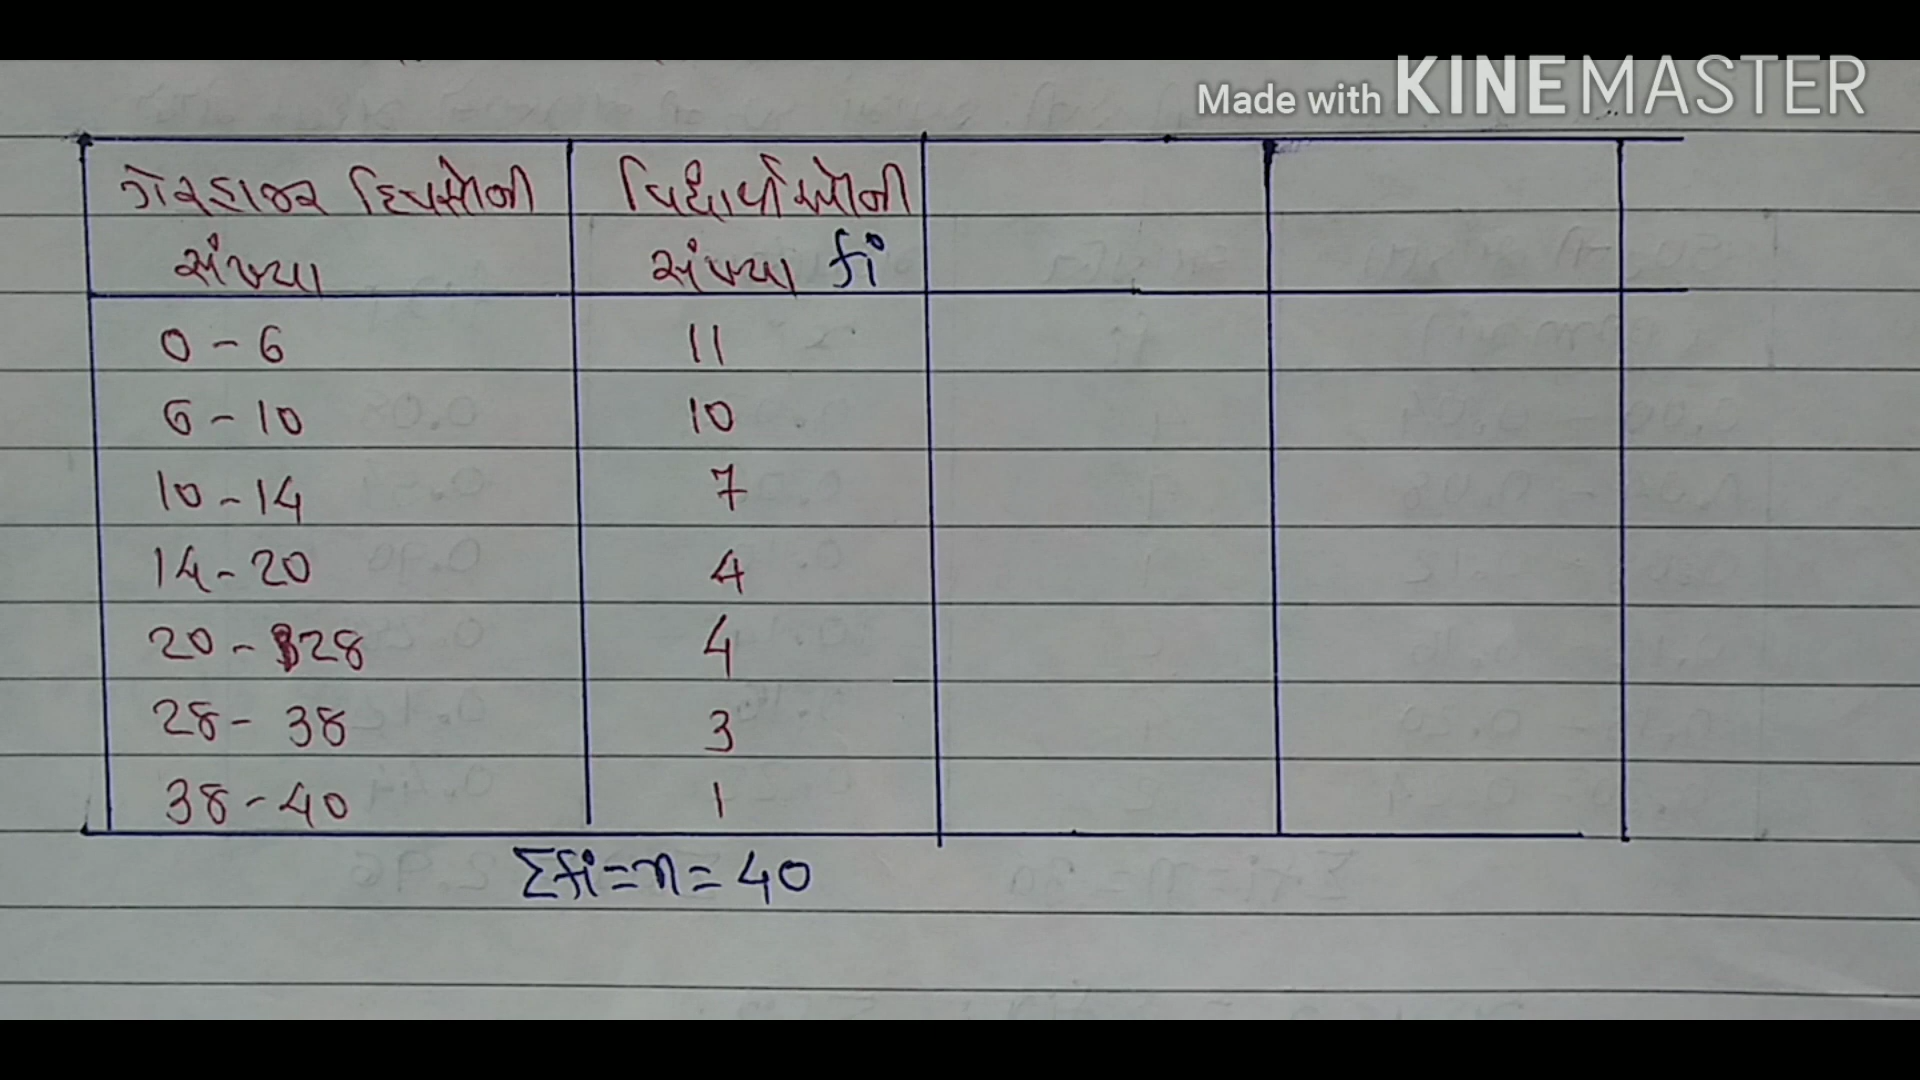 Made with KINEMASTER
ગેરહાજર દિવસોની વિદ્યાર્થીઓની
સંખ્યા સંખ્યા fi
0 - 6 11
6 - 10 10
10 - 14 7
14 - 20 4
20 - 28 4
28 - 38 3
38 - 40 1
Σfi = n = 40